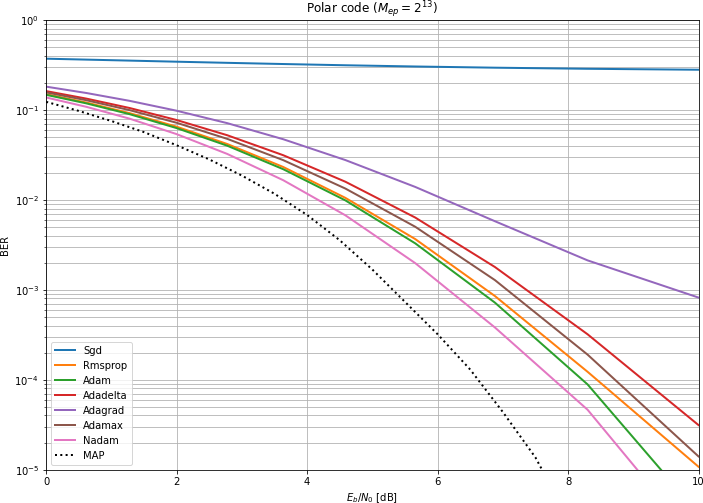 Polar code (M_ep = 2^13)
10^0
10^-1
10^-2
10^-3
10^-4
10^-5
BER
Sgd
Rmsprop
Adam
Adadelta
Adagrad
Adamax
Nadam
MAP
0 2 4 6 8 10
E_b/N_0 [dB]